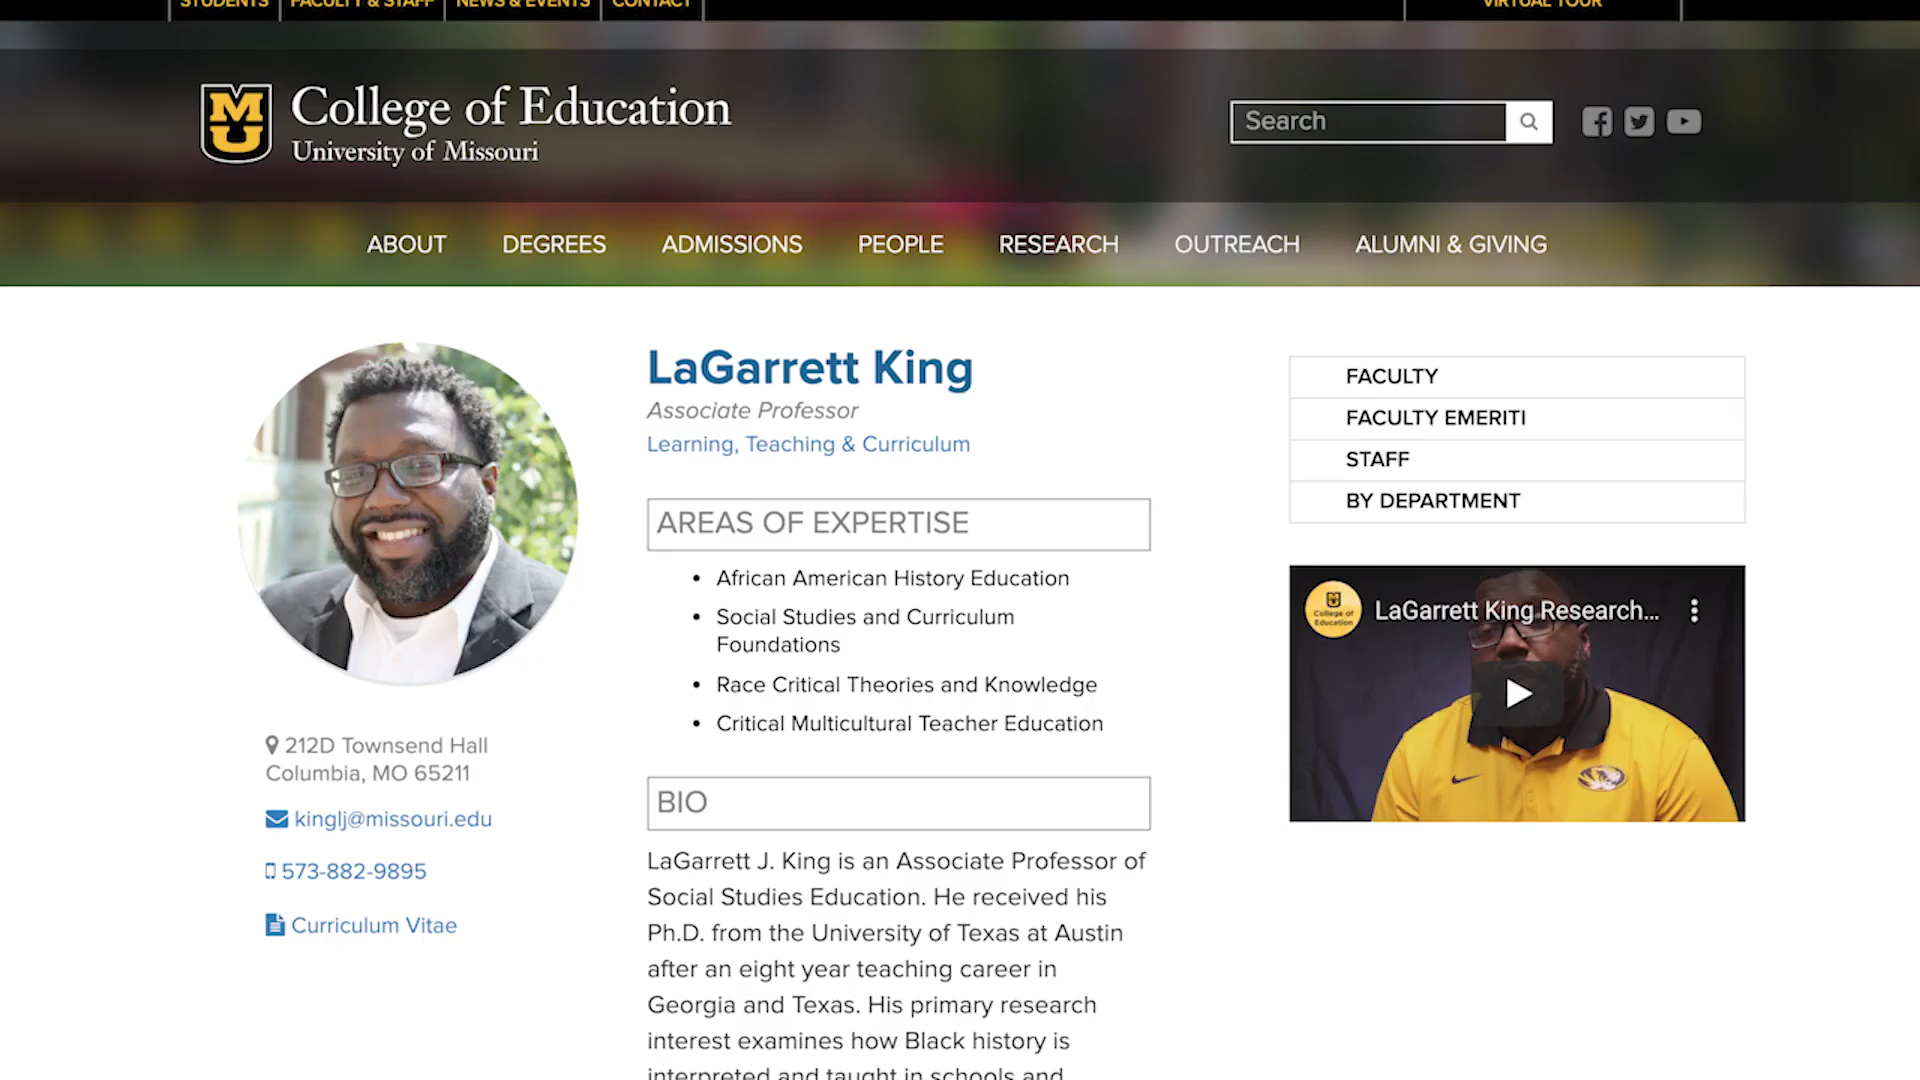 STUDENTS
FACULTY & STAFF
NEWS & EVENTS
CONTACT
VIRTUAL TOUR
MU
College of Education
University of Missouri
Search
ABOUT
DEGREES
ADMISSIONS
PEOPLE
RESEARCH
OUTREACH
ALUMNI & GIVING
LaGarrett King
Associate Professor
Learning, Teaching & Curriculum
AREAS OF EXPERTISE
• African American History Education
• Social Studies and Curriculum
Foundations
• Race Critical Theories and Knowledge
• Critical Multicultural Teacher Education
BIO
LaGarrett J. King is an Associate Professor of
Social Studies Education. He received his
Ph.D. from the University of Texas at Austin
after an eight year teaching career in
Georgia and Texas. His primary research
interest examines how Black history is
interpreted and taught in schools and
212D Townsend Hall
Columbia, MO 65211
kinglj@missouri.edu
573-882-9895
Curriculum Vitae
FACULTY
FACULTY EMERITI
STAFF
BY DEPARTMENT
College of
Education
LaGarrett King Research...